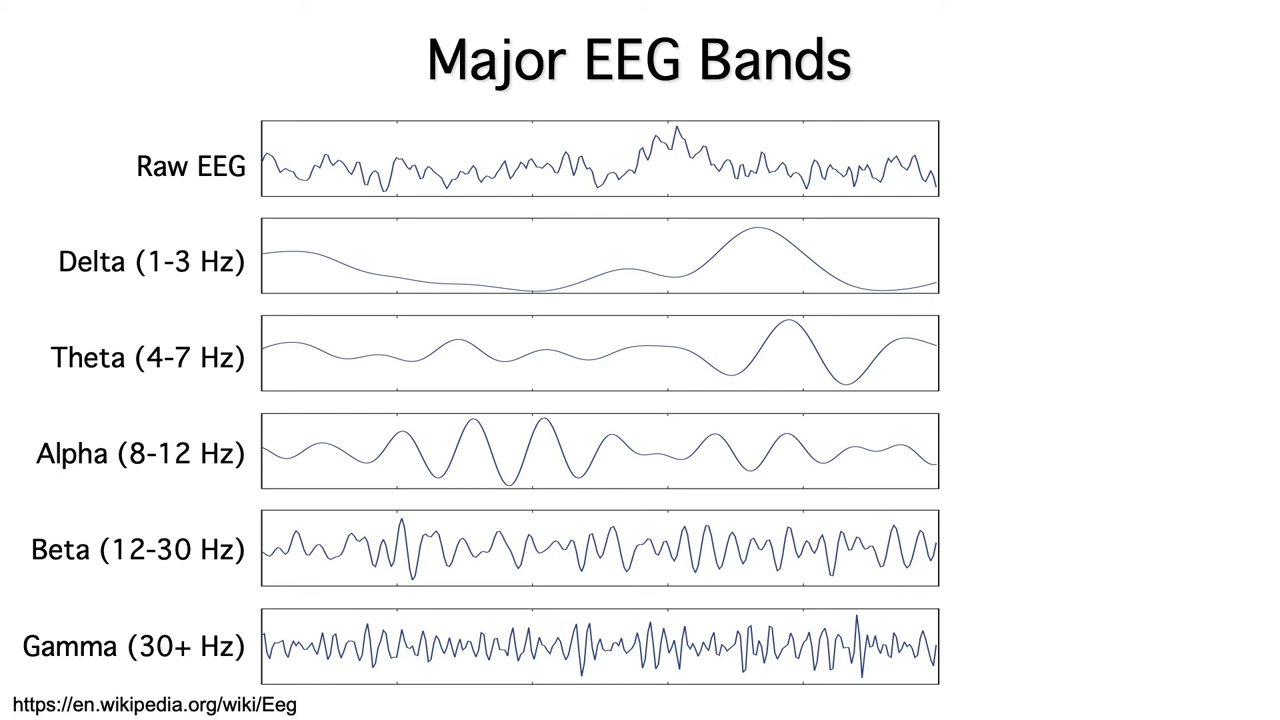 Major EEG Bands
Raw EEG
Delta (1-3 Hz)
Theta (4-7 Hz)
Alpha (8-12 Hz)
Beta (12-30 Hz)
Gamma (30+ Hz)
https://en.wikipedia.org/wiki/Eeg